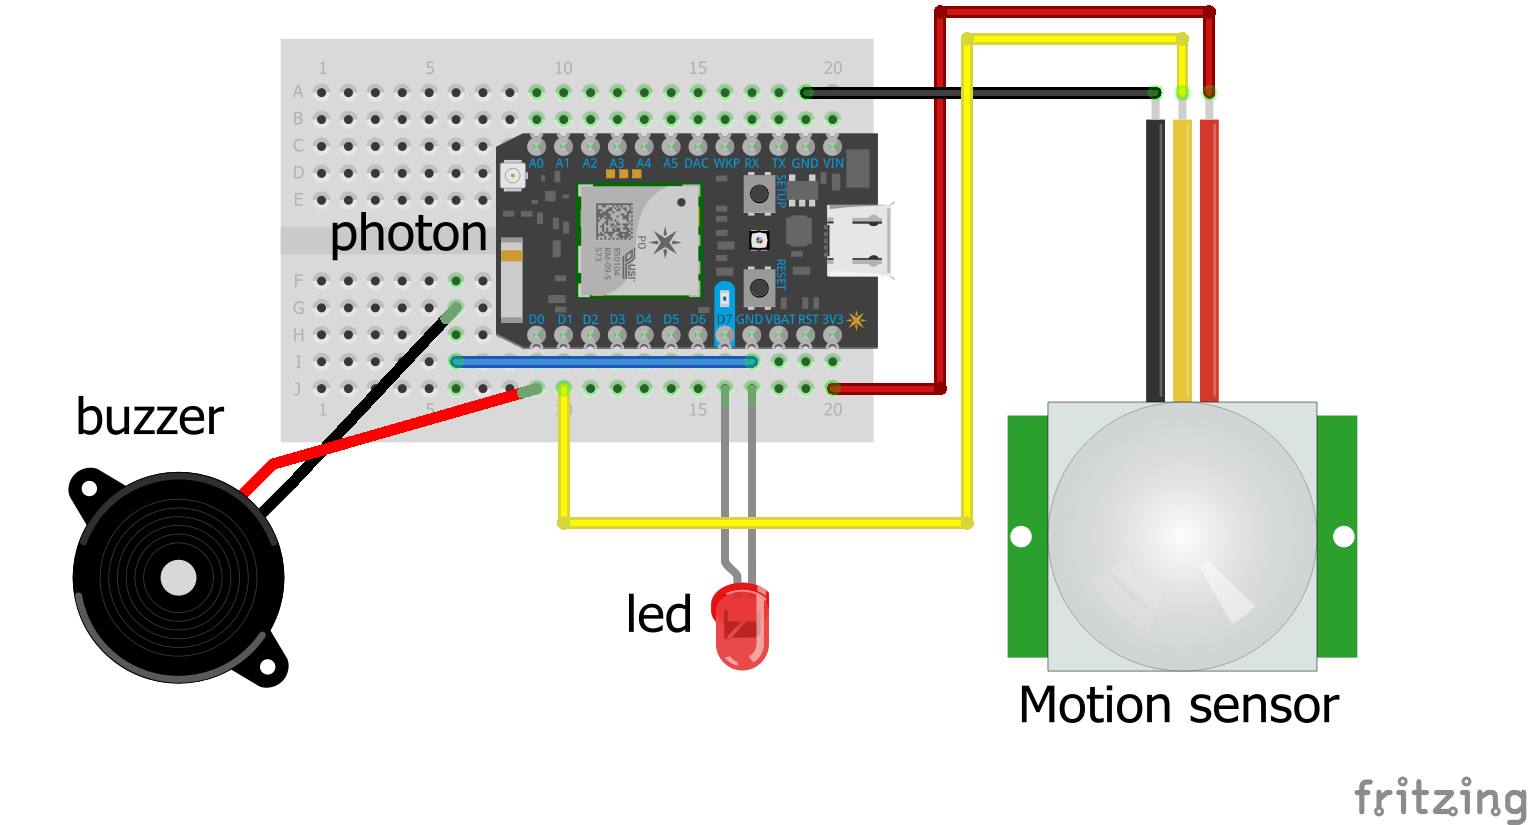 1 5 10 15 20
A
B
C
D
E
A0 A1 A2 A3 A4 A5 DAC WKP RX TX GND VIN
SETUP
photon
RESET
F
G
H
I
J
D0 D1 D2 D3 D4 D5 D6 D7 GND VBAT RST 3V3
1 5 10 15 20
buzzer
led
Motion sensor
fritzing